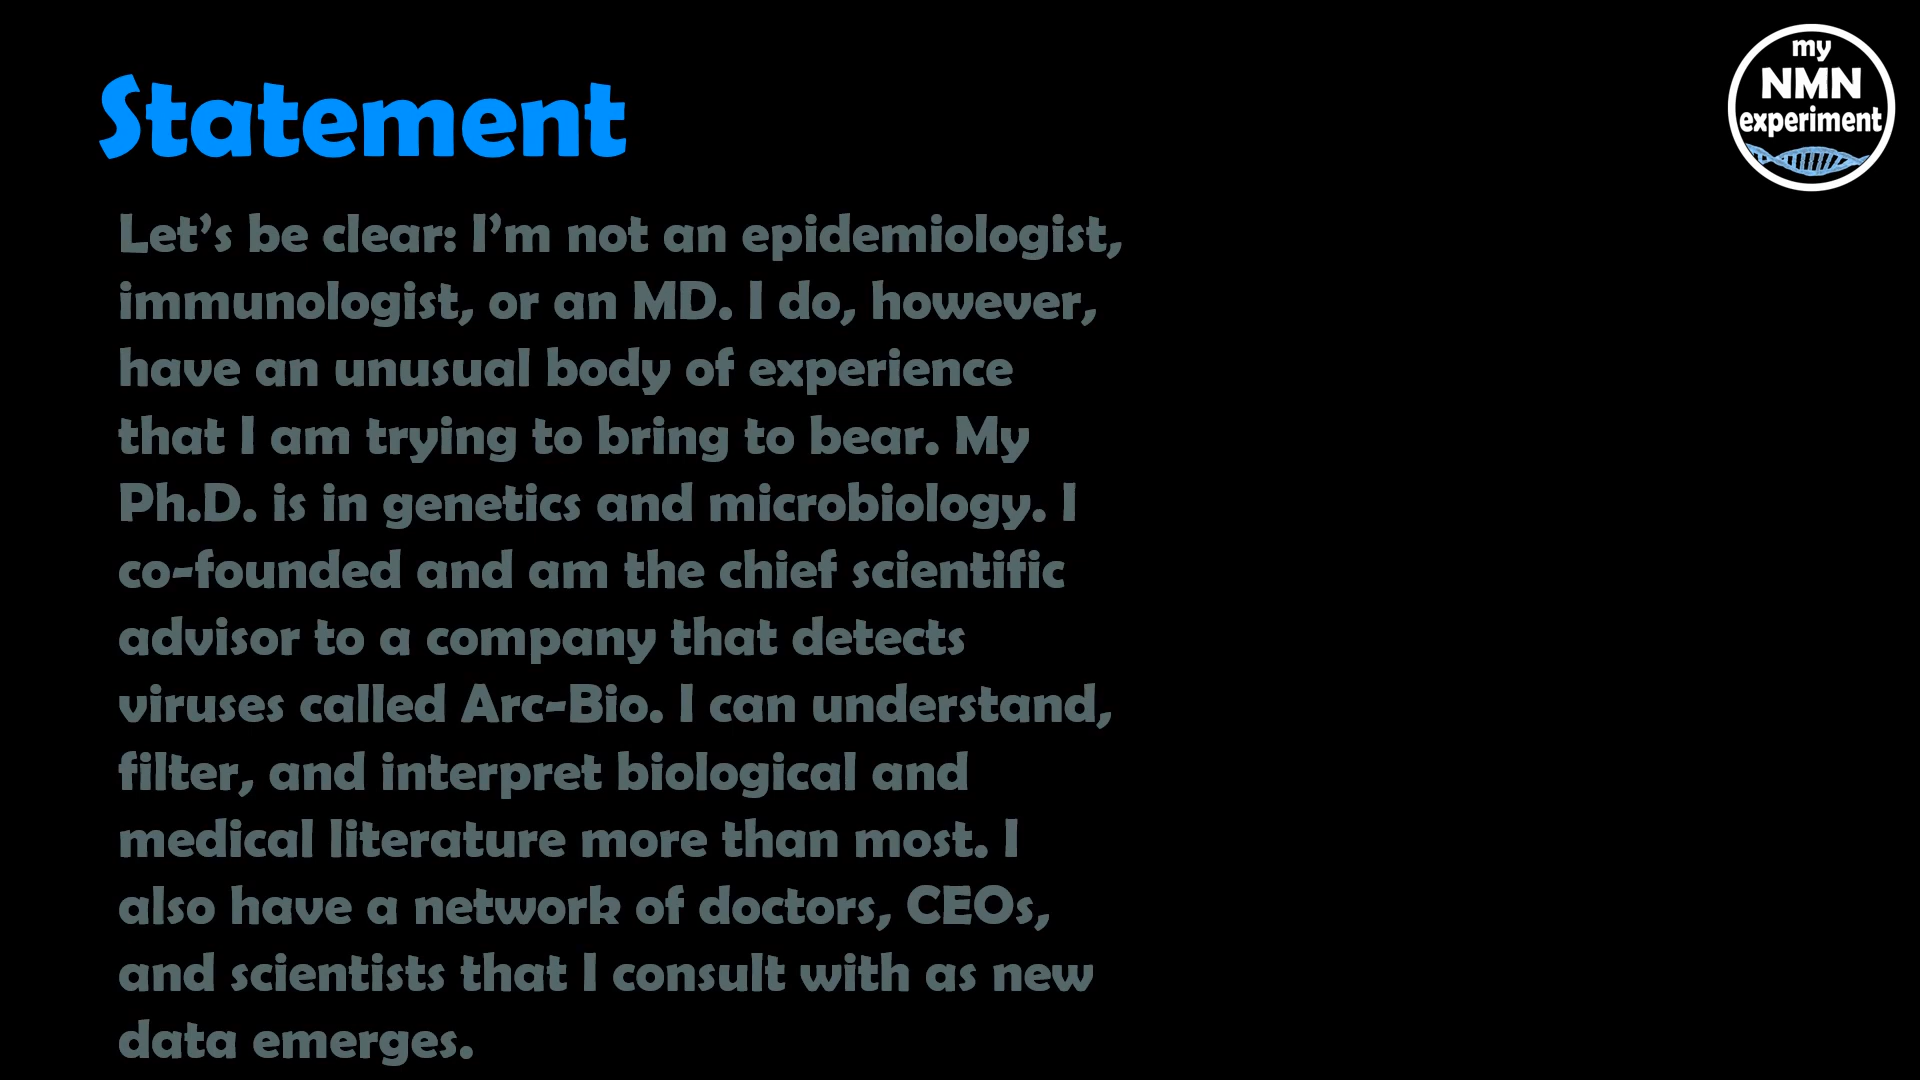 my
NMN
experiment
Statement
Let’s be clear: I’m not an epidemiologist,
immunologist, or an MD. I do, however,
have an unusual body of experience
that I am trying to bring to bear. My
Ph.D. is in genetics and microbiology. I
co-founded and am the chief scientific
advisor to a company that detects
viruses called Arc-Bio. I can understand,
filter, and interpret biological and
medical literature more than most. I
also have a network of doctors, CEOs,
and scientists that I consult with as new
data emerges.